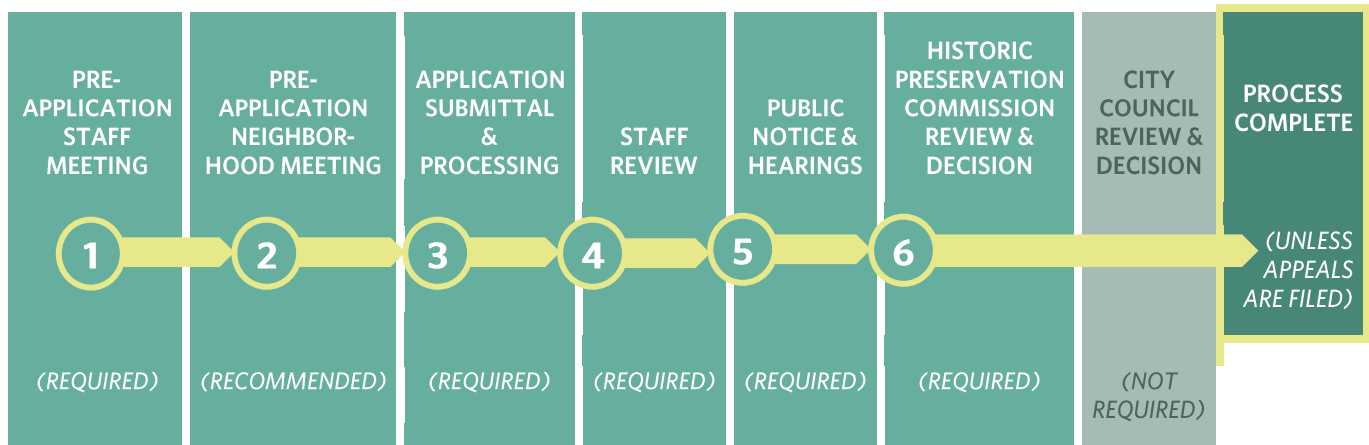 PRE-
APPLICATION
STAFF
MEETING
1
(REQUIRED)
PRE-
APPLICATION
NEIGHBOR-
HOOD MEETING
2
(RECOMMENDED)
APPLICATION
SUBMITTAL
&
PROCESSING
3
(REQUIRED)
STAFF
REVIEW
4
(REQUIRED)
PUBLIC
NOTICE &
HEARINGS
5
(REQUIRED)
HISTORIC
PRESERVATION
COMMISSION
REVIEW &
DECISION
6
(REQUIRED)
CITY
COUNCIL
REVIEW &
DECISION
(NOT
REQUIRED)
PROCESS
COMPLETE
(UNLESS
APPEALS
ARE FILED)